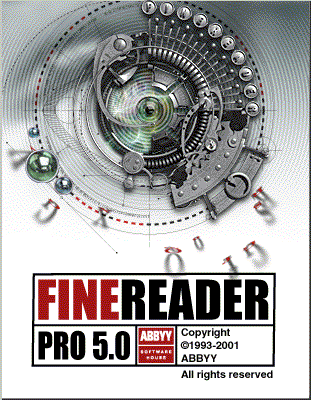 FINEREADER
PRO 5.0
ABBYY
SOFTWARE
HOUSE
Copyright
©1993-2001
ABBYY
All rights reserved